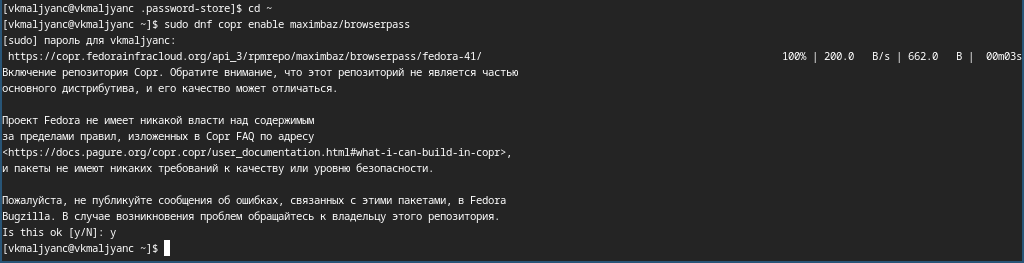 [vkmaljyanc@vkmaljyanc .password-store]$ cd ~
[vkmaljyanc@vkmaljyanc ~]$ sudo dnf copr enable maximbaz/browserpass
[sudo] пароль для vkmaljyanc:
https://copr.fedorainfracloud.org/api_3/rpmrepo/maximbaz/browserpass/fedora-41/ 100% | 200.0 B/s | 662.0 B | 00m03s
Включение репозитория Copr. Обратите внимание, что этот репозиторий не является частью
основного дистрибутива, и его качество может отличаться.
Проект Fedora не имеет никакой власти над содержимым
за пределами правил, изложенных в Copr FAQ по адресу
<https://docs.pagure.org/copr.copr/user_documentation.html#what-i-can-build-in-copr>,
и пакеты не имеют никаких требований к качеству или уровню безопасности.
Пожалуйста, не публикуйте сообщения об ошибках, связанных с этими пакетами, в Fedora
Bugzilla. В случае возникновения проблем обращайтесь к владельцу этого репозитория.
Is this ok [y/N]: y
[vkmaljyanc@vkmaljyanc ~]$